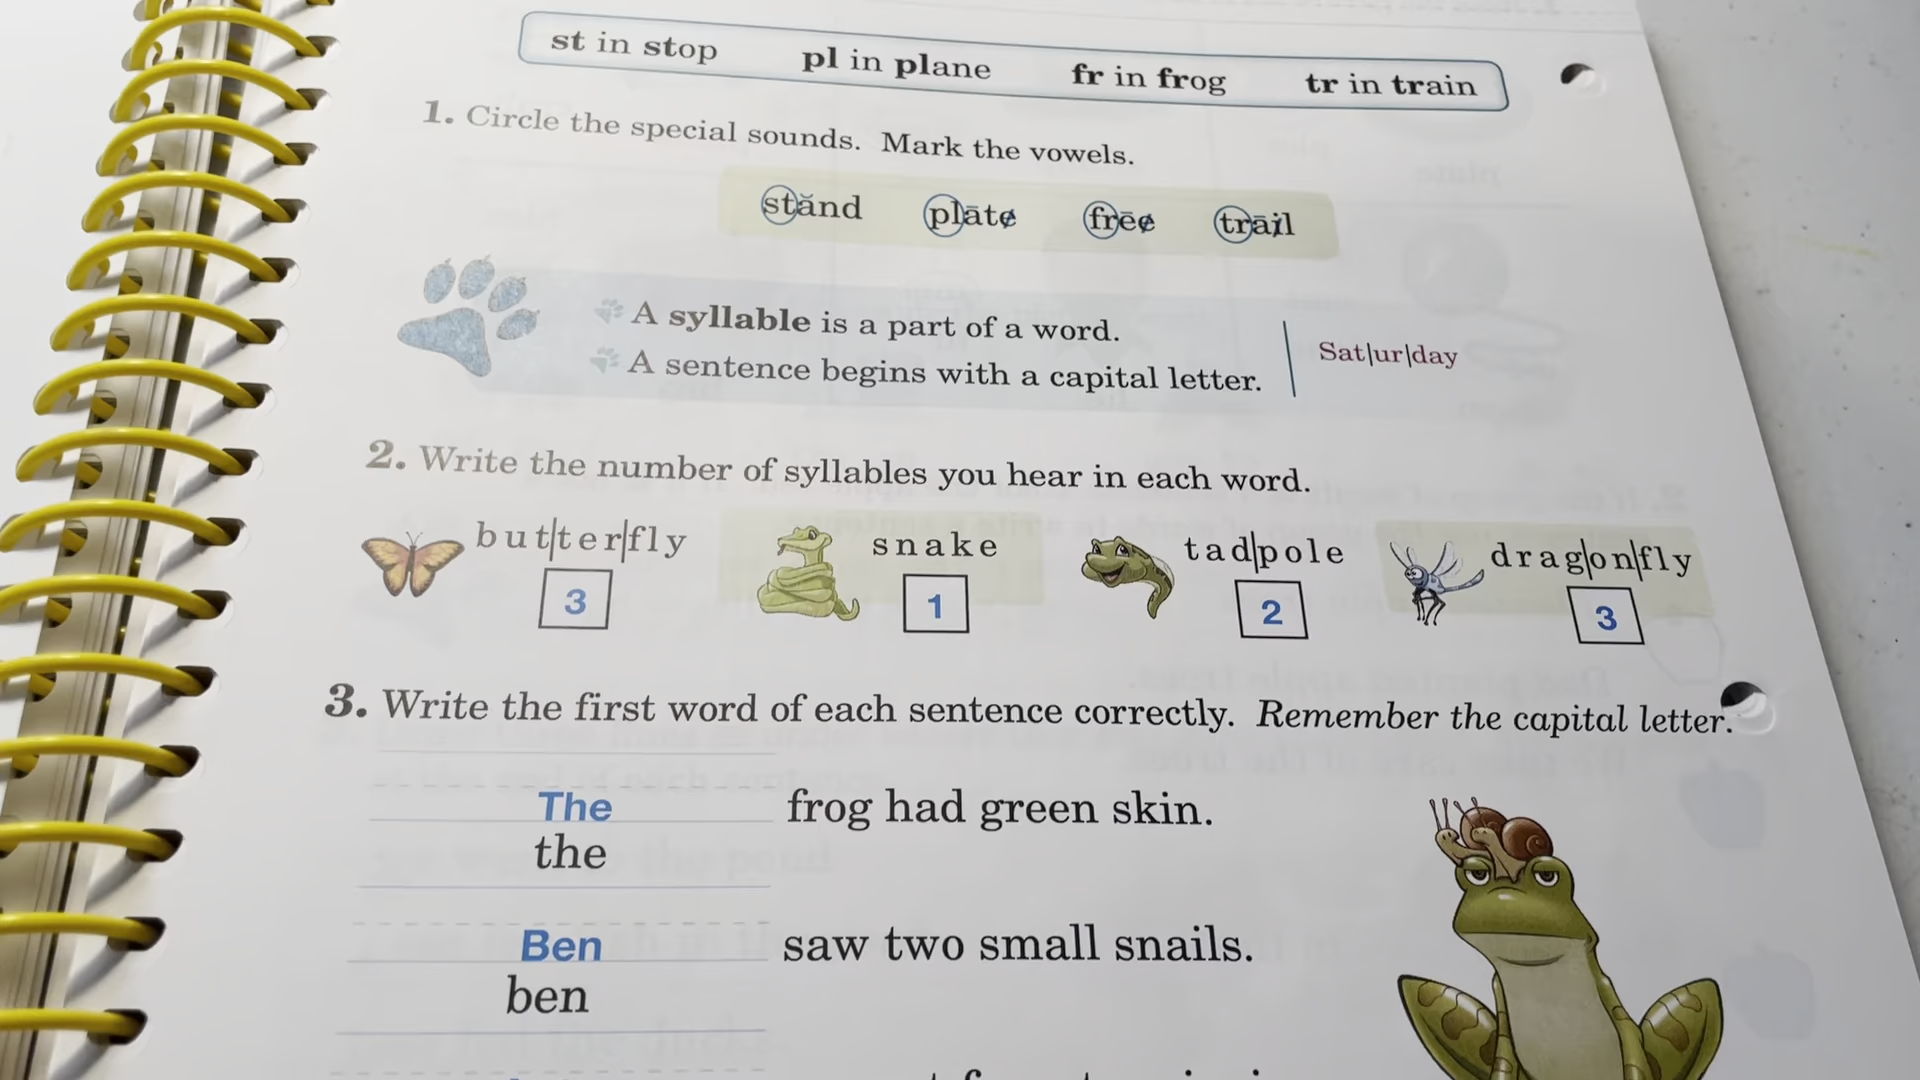 st in stop pl in plane fr in frog tr in train
1. Circle the special sounds. Mark the vowels.
stănd plāte frēe trāil
A syllable is a part of a word.
A sentence begins with a capital letter.
Sat|ur|day
2. Write the number of syllables you hear in each word.
but|ter|fly snake tad|pole drag|on|fly
3 1 2 3
3. Write the first word of each sentence correctly. Remember the capital letter.
The frog had green skin.
the
Ben saw two small snails.
ben